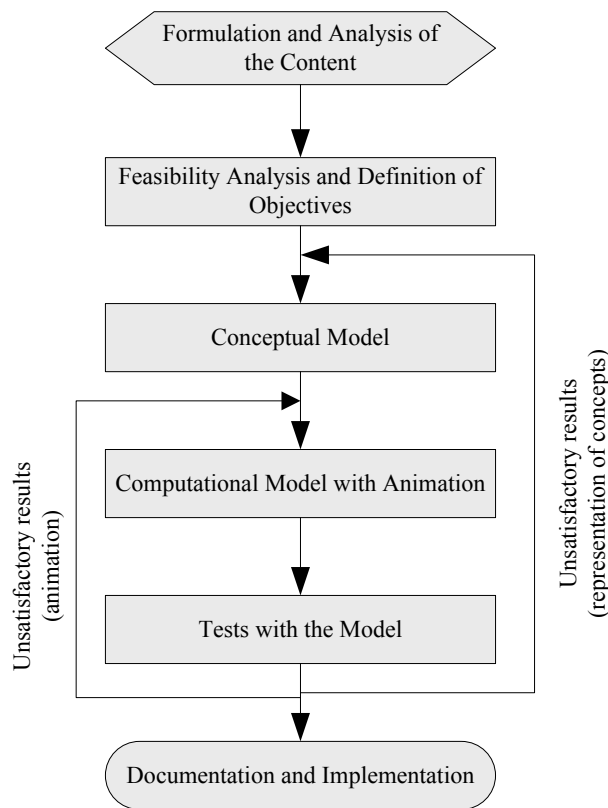 Formulation and Analysis of
the Content
Feasibility Analysis and Definition of
Objectives
Conceptual Model
Computational Model with Animation
Tests with the Model
Documentation and Implementation
Unsatisfactory results
(animation)
Unsatisfactory results
(representation of concepts)